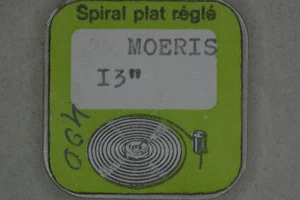 Spiral plat réglé
MOERIS
I3"
490